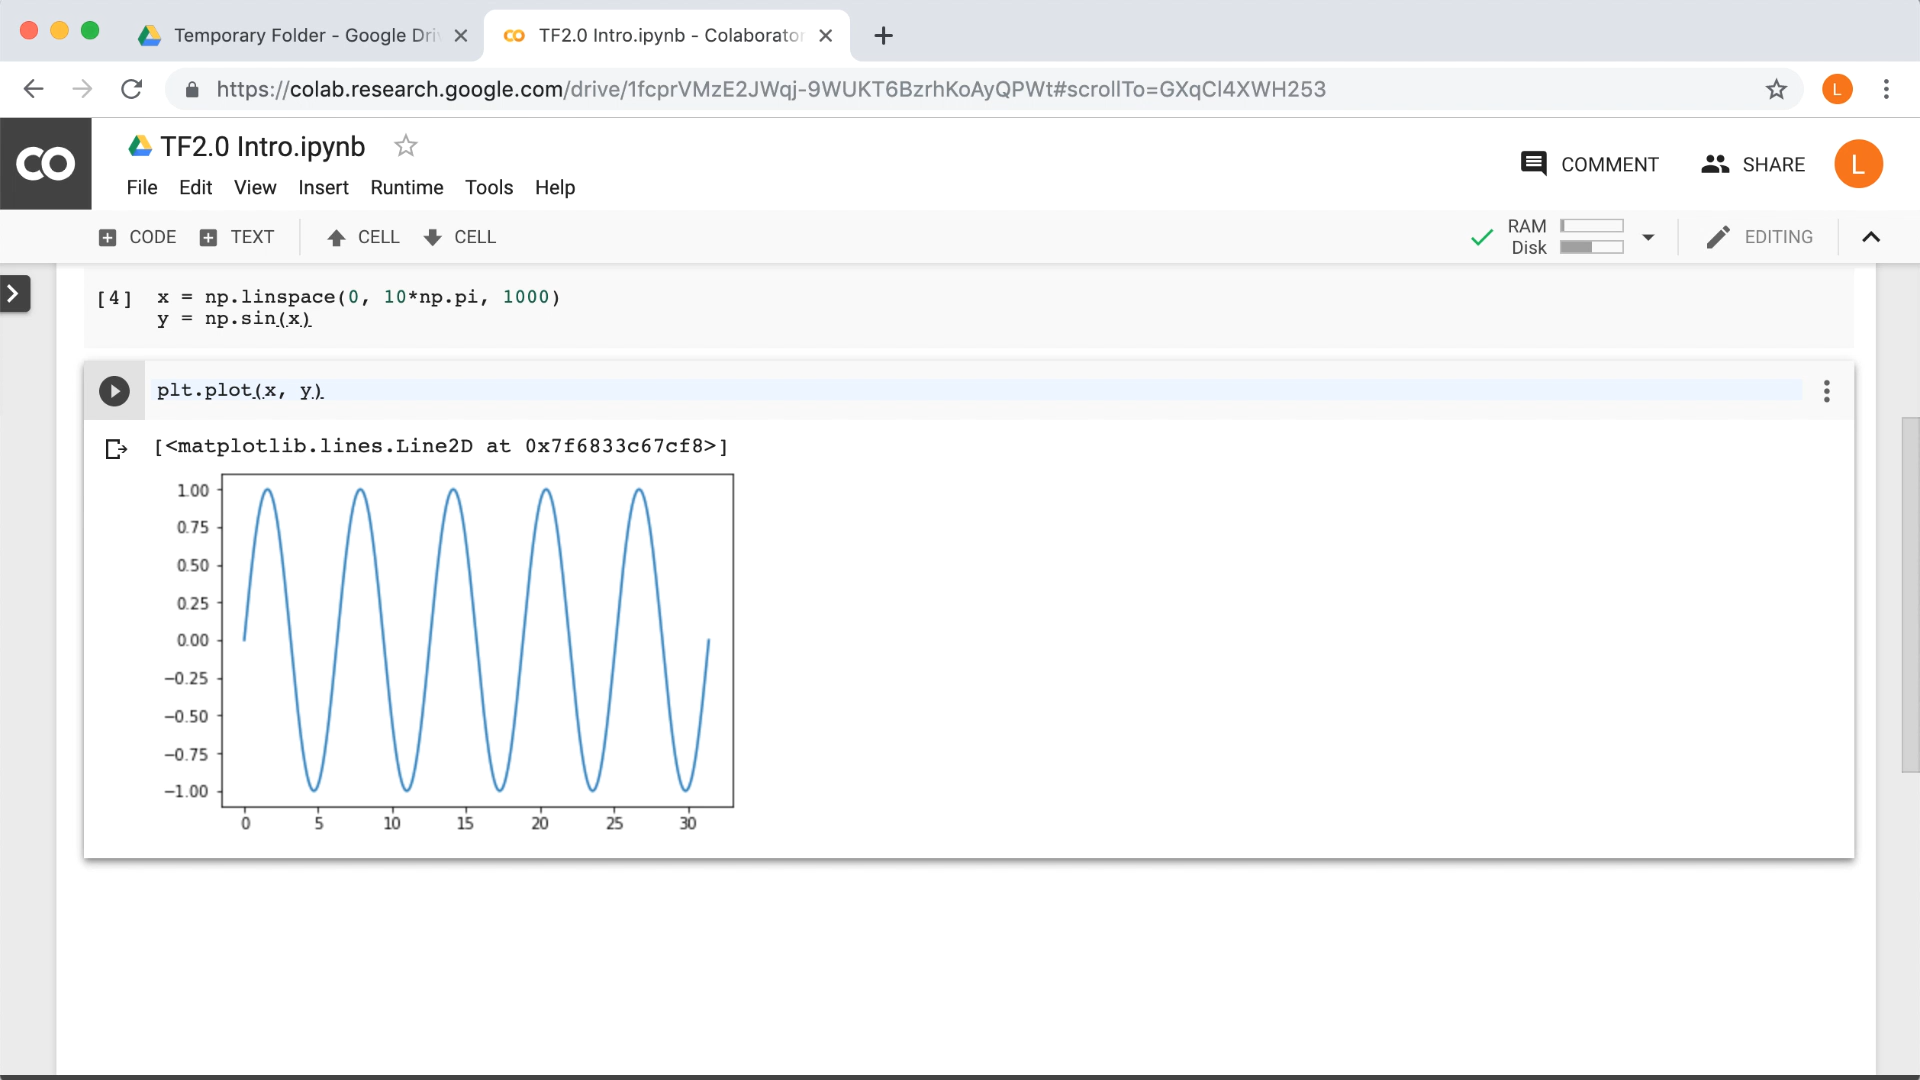 Temporary Folder - Google Dri
TF2.0 Intro.ipynb - Colaborator
https://colab.research.google.com/drive/1fcprVMzE2JWqj-9WUKT6BzrhKoAyQPWt#scrollTo=GXqCl4XWH253
L
CO
TF2.0 Intro.ipynb
File Edit View Insert Runtime Tools Help
COMMENT SHARE L
CODE TEXT CELL CELL
RAM
Disk
EDITING
[4] x = np.linspace(0, 10*np.pi, 1000)
y = np.sin(x)
plt.plot(x, y)
[<matplotlib.lines.Line2D at 0x7f6833c67cf8>]
1.00
0.75
0.50
0.25
0.00
−0.25
−0.50
−0.75
−1.00
0 5 10 15 20 25 30